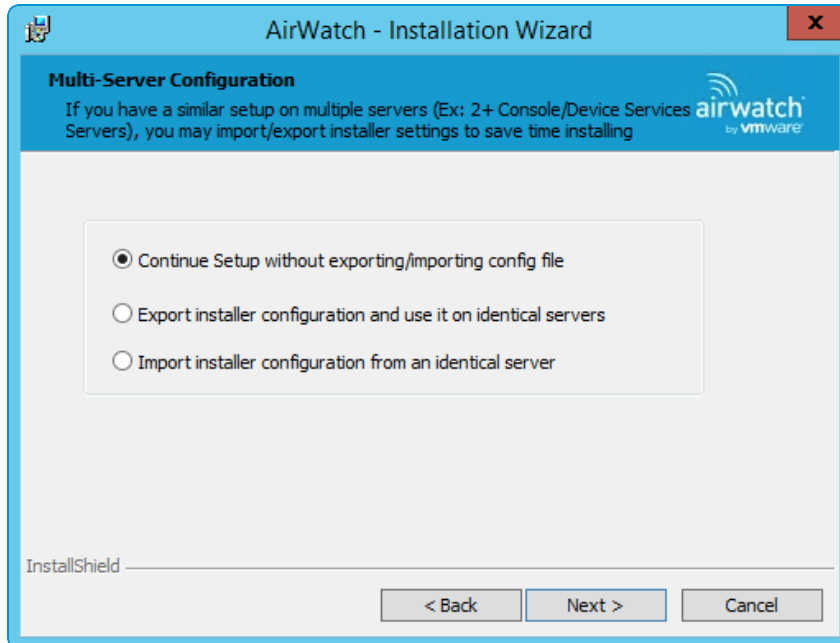 AirWatch - Installation Wizard
x
Multi-Server Configuration
If you have a similar setup on multiple servers (Ex: 2+ Console/Device Services
Servers), you may import/export installer settings to save time installing
airwatch
by vmware
Continue Setup without exporting/importing config file
Export installer configuration and use it on identical servers
Import installer configuration from an identical server
InstallShield
< Back
Next >
Cancel